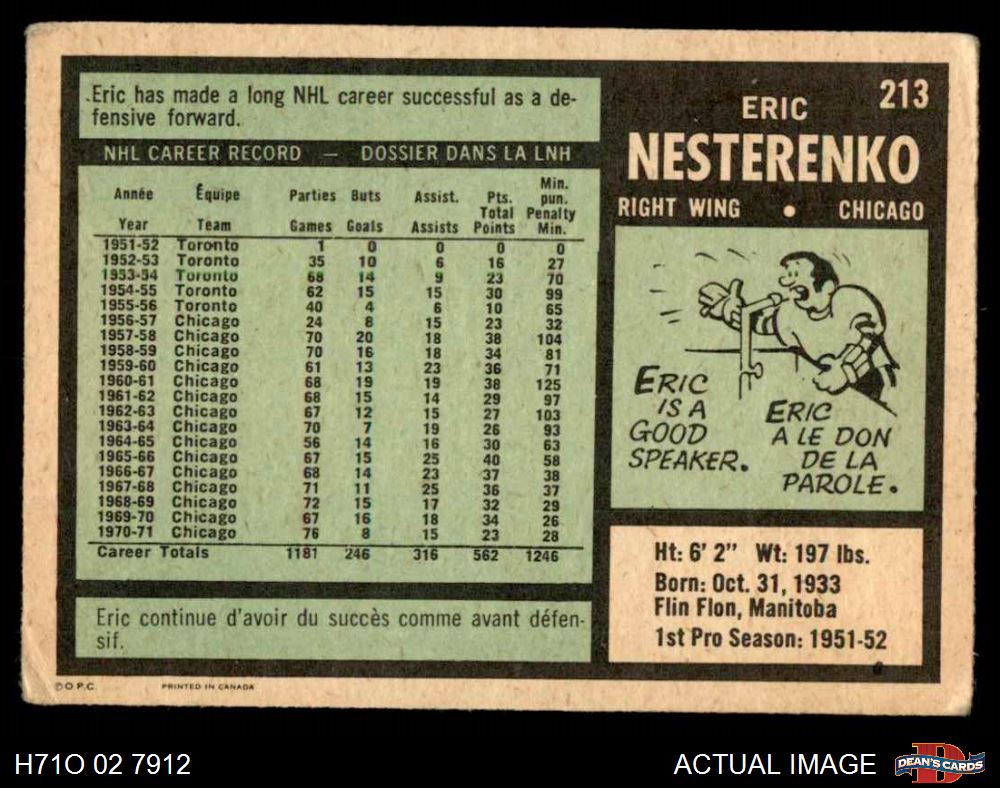 Eric has made a long NHL career successful as a de-
fensive forward.
NHL CAREER RECORD — DOSSIER DANS LA LNH
Année Équipe Parties Buts Assist. Pts. Min. pun.
Year Team Games Goals Assists Total Points Penalty Min.
1951-52 Toronto 1 0 0 0 0
1952-53 Toronto 35 10 6 16 27
1953-54 Toronto 68 14 9 23 70
1954-55 Toronto 62 15 15 30 99
1955-56 Toronto 40 4 6 10 65
1956-57 Chicago 24 8 15 23 32
1957-58 Chicago 70 20 18 38 104
1958-59 Chicago 70 16 18 34 81
1959-60 Chicago 61 13 23 36 71
1960-61 Chicago 68 19 19 38 125
1961-62 Chicago 68 15 14 29 97
1962-63 Chicago 67 12 15 27 103
1963-64 Chicago 70 7 19 26 93
1964-65 Chicago 56 14 16 30 63
1965-66 Chicago 67 15 25 40 58
1966-67 Chicago 68 14 23 37 38
1967-68 Chicago 71 11 25 36 37
1968-69 Chicago 72 15 17 32 29
1969-70 Chicago 67 16 18 34 26
1970-71 Chicago 76 8 15 23 28
Career Totals 1181 246 316 562 1246
Eric continue d'avoir du succès comme avant défen-
sif.
© O.P.C. PRINTED IN CANADA
213
ERIC
NESTERENKO
RIGHT WING • CHICAGO
ERIC
IS A
GOOD
SPEAKER.
ERIC
A LE DON
DE LA
PAROLE.
Ht: 6' 2" Wt: 197 lbs.
Born: Oct. 31, 1933
Flin Flon, Manitoba
1st Pro Season: 1951-52
H71O 02 7912
ACTUAL IMAGE
DEAN'S CARDS